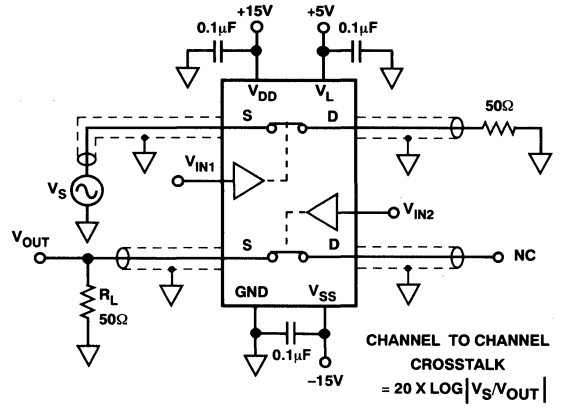 +15V
+5V
0.1µF
0.1µF
VDD
VL
S
D
50Ω
VIN1
VS
VIN2
VOUT
S
D
NC
RL
50Ω
GND
VSS
0.1µF
–15V
CHANNEL TO CHANNEL
CROSSTALK
= 20 X LOG|VS/VOUT|